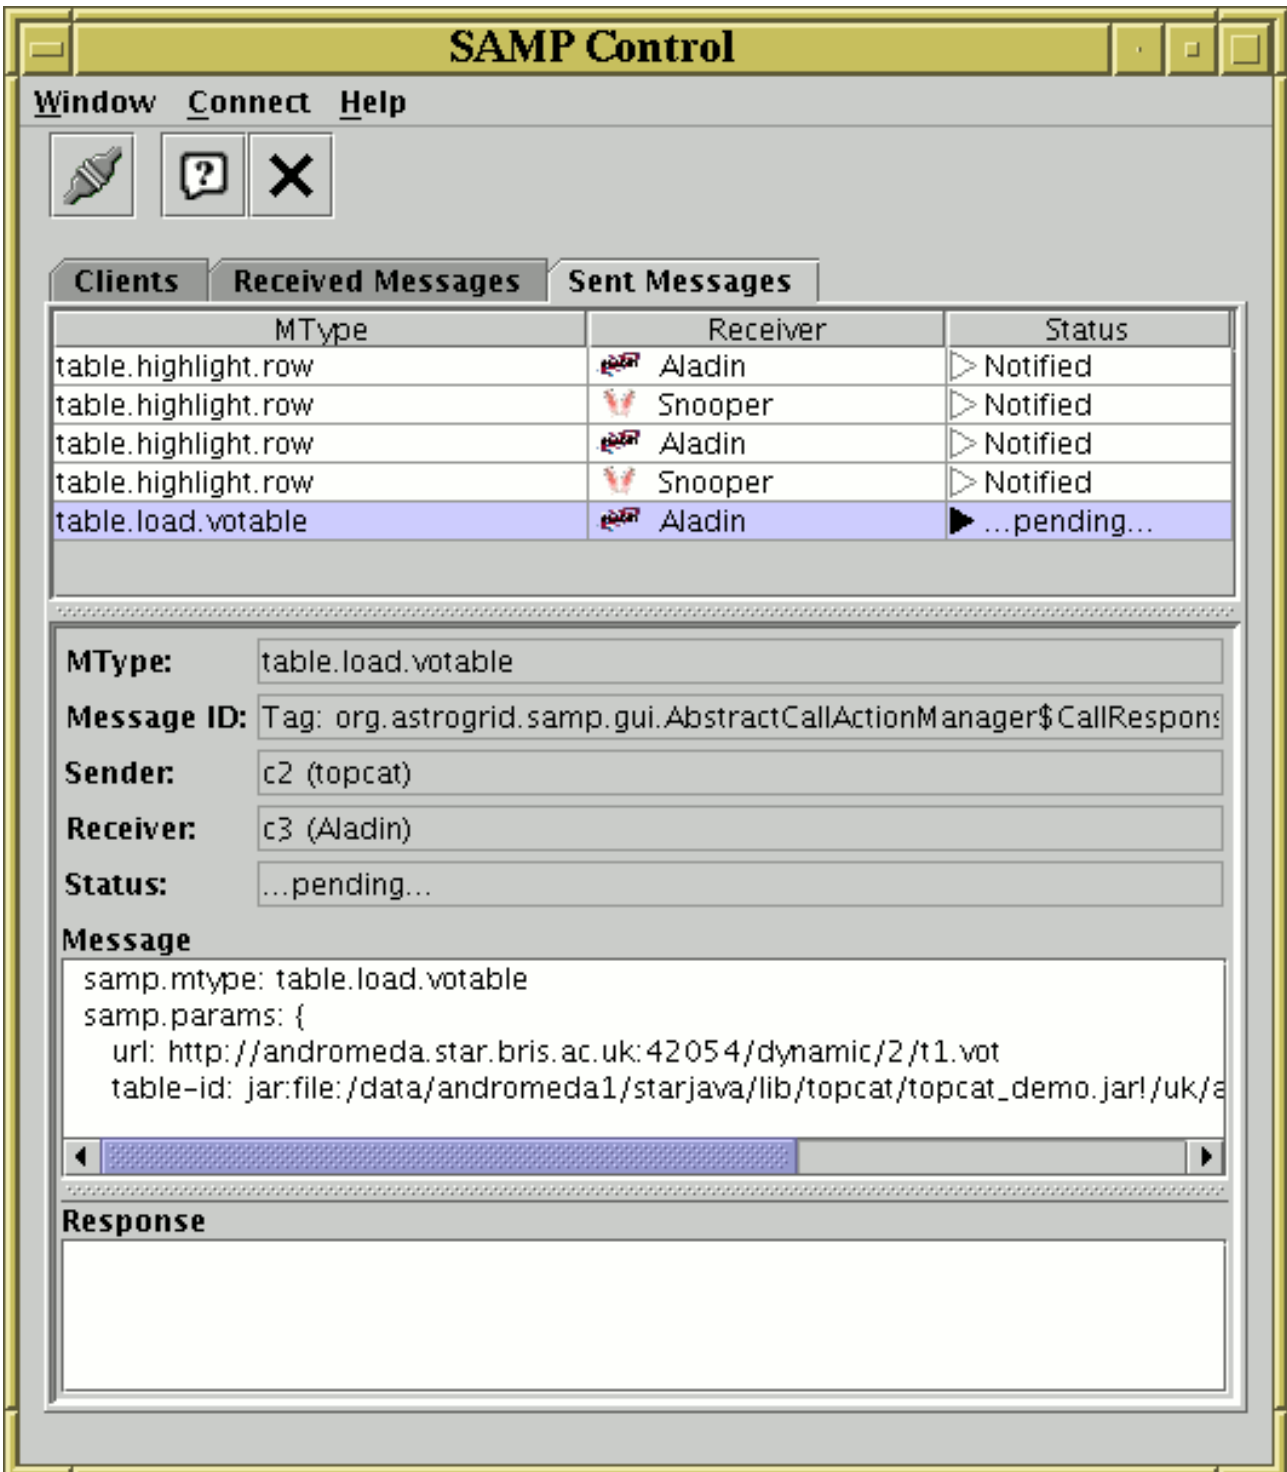 SAMP Control
Window Connect Help
Clients Received Messages Sent Messages
MType Receiver Status
table.highlight.row Aladin Notified
table.highlight.row Snooper Notified
table.highlight.row Aladin Notified
table.highlight.row Snooper Notified
table.load.votable Aladin ...pending...
MType: table.load.votable
Message ID: Tag: org.astrogrid.samp.gui.AbstractCallActionManager$CallRespons
Sender: c2 (topcat)
Receiver: c3 (Aladin)
Status: ...pending...
Message
samp.mtype: table.load.votable
samp.params: {
url: http://andromeda.star.bris.ac.uk:42054/dynamic/2/t1.vot
table-id: jar:file:/data/andromeda1/starjava/lib/topcat/topcat_demo.jar!/uk/a
Response